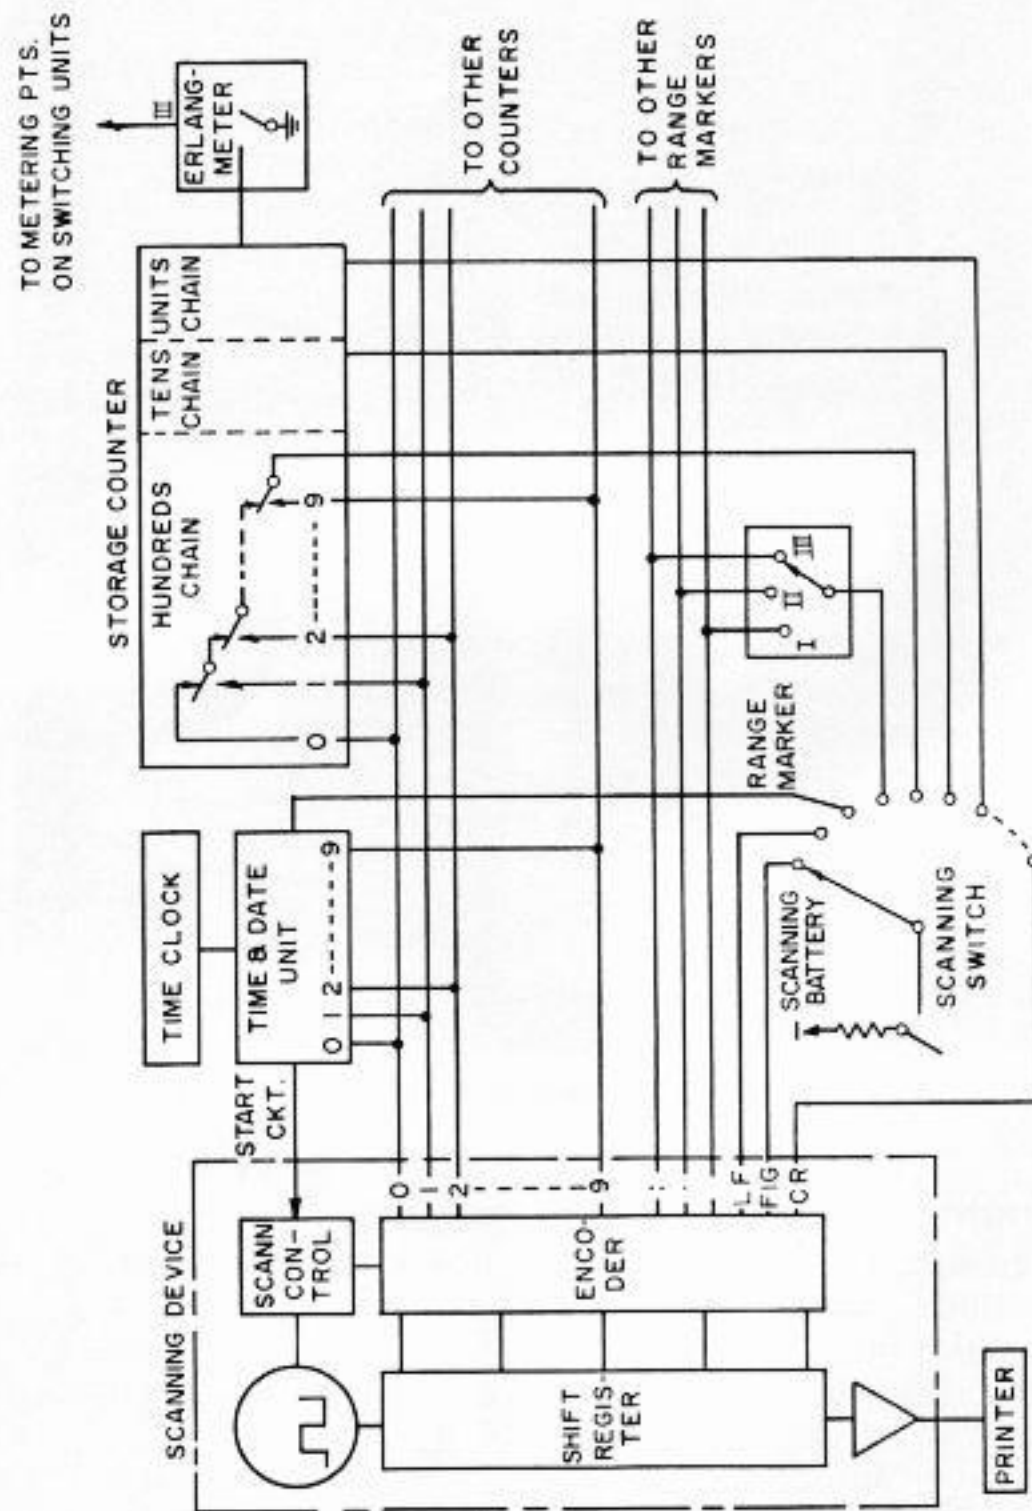 TO METERING PTS.
ON SWITCHING UNITS
III
ERLANG-
METER
STORAGE COUNTER
HUNDREDS
CHAIN
TENS
CHAIN
UNITS
CHAIN
0
1
2
9
TO OTHER
COUNTERS
TO OTHER
RANGE
MARKERS
TIME CLOCK
TIME & DATE
UNIT
0
1
2
9
START
CKT.
RANGE
MARKER
I
II
III
SCANNING
BATTERY
SCANNING
SWITCH
SCANNING DEVICE
SCANN
CON-
TROL
0
1
2
9
LF
FIG
CR
ENCO-
DER
SHIFT
REGIS-
TER
PRINTER